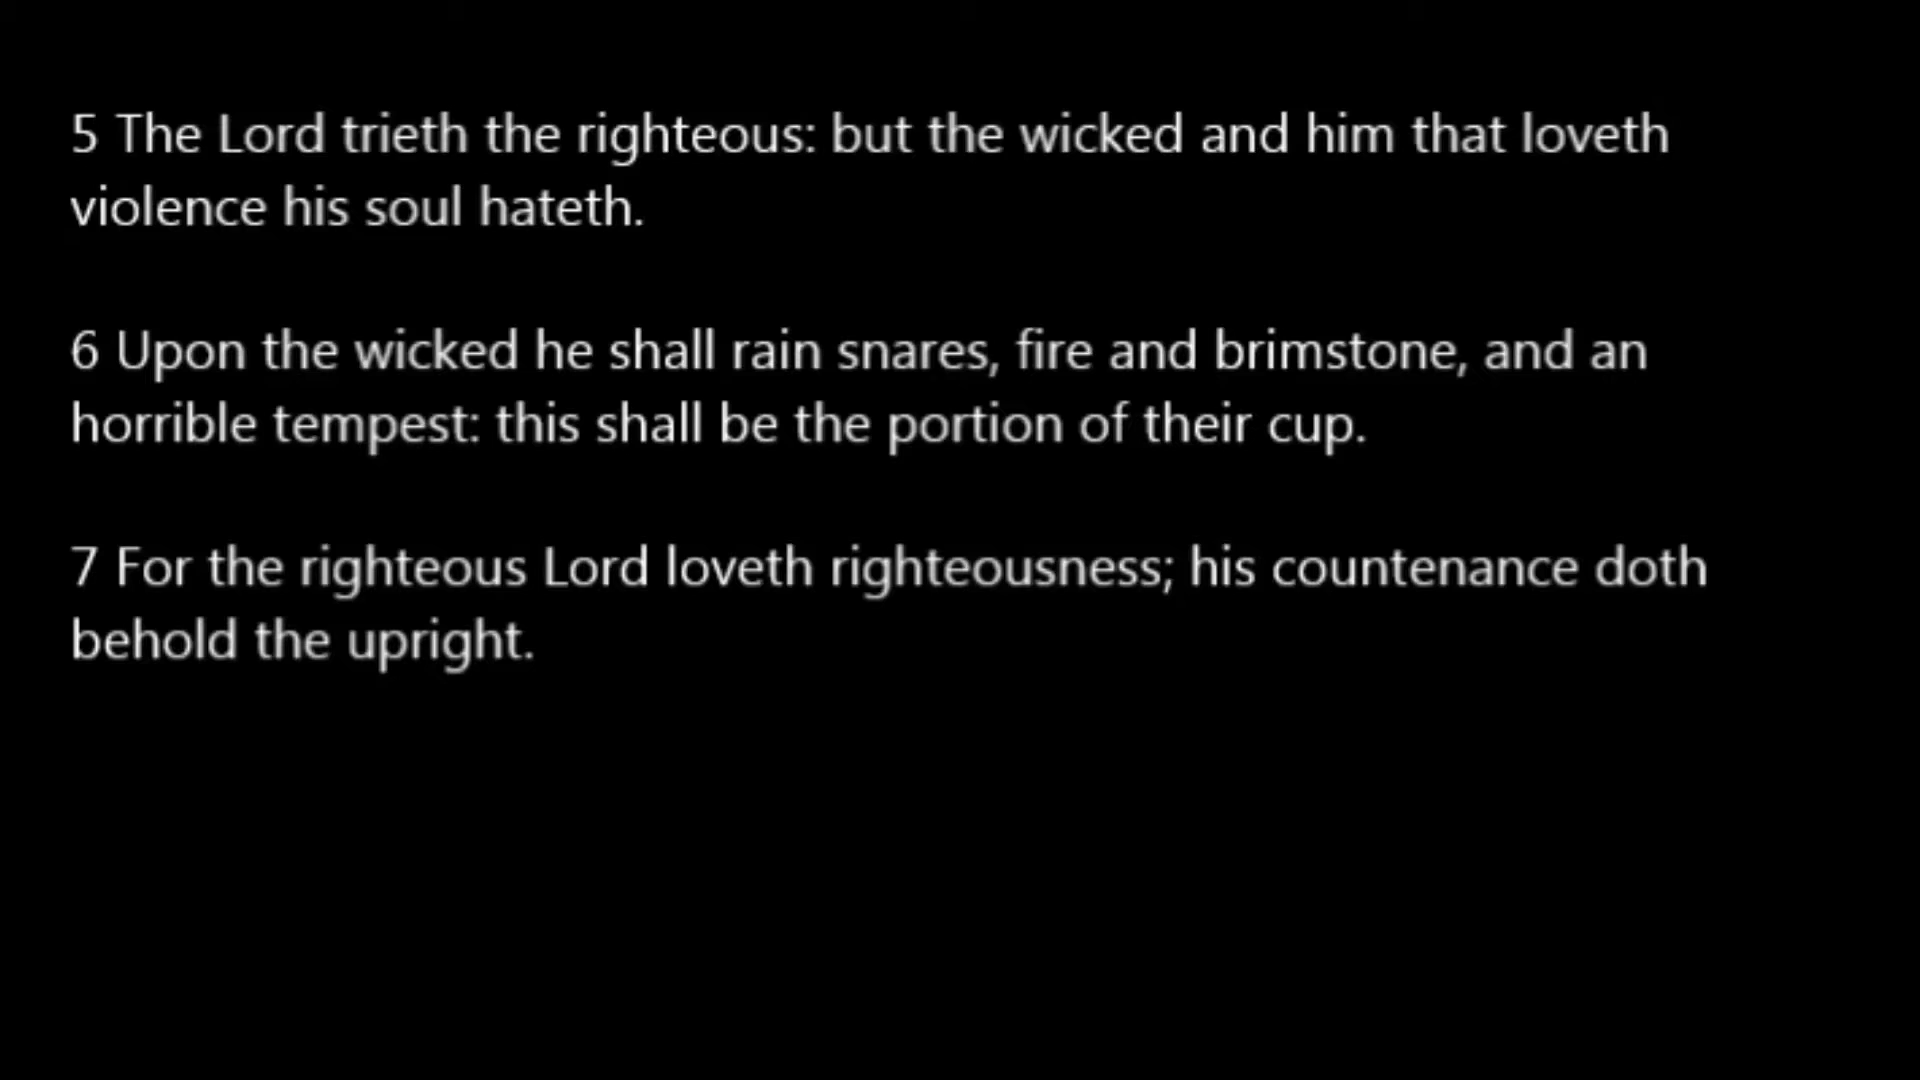 5 The Lord trieth the righteous: but the wicked and him that loveth
violence his soul hateth.
6 Upon the wicked he shall rain snares, fire and brimstone, and an
horrible tempest: this shall be the portion of their cup.
7 For the righteous Lord loveth righteousness; his countenance doth
behold the upright.